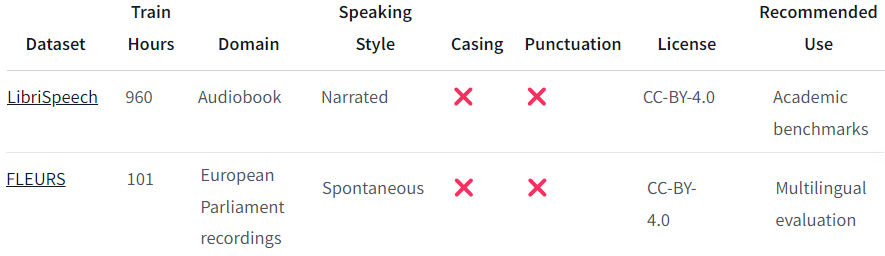 Train Speaking Recommended
Dataset Hours Domain Style Casing Punctuation License Use
LibriSpeech 960 Audiobook Narrated ❌ ❌ CC-BY-4.0 Academic
benchmarks
FLEURS 101 European Spontaneous ❌ ❌ CC-BY- Multilingual
Parliament 4.0 evaluation
recordings